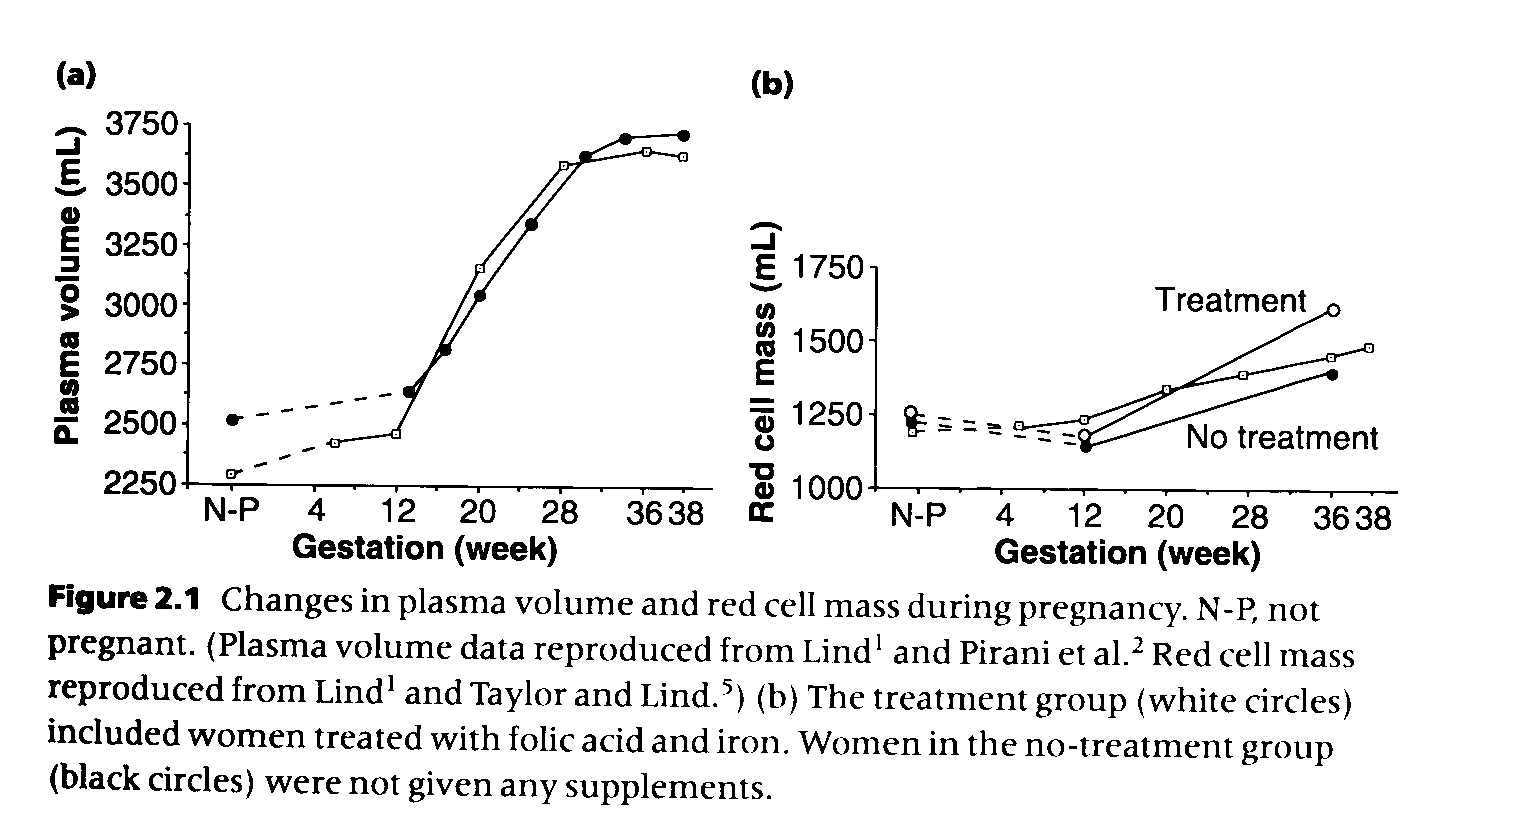 (a)
Plasma volume (mL)
3750
3500
3250
3000
2750
2500
2250
N-P 4 12 20 28 36 38
Gestation (week)
(b)
Red cell mass (mL)
1750
1500
1250
1000
Treatment
No treatment
N-P 4 12 20 28 36 38
Gestation (week)
Figure 2.1 Changes in plasma volume and red cell mass during pregnancy. N-P, not
pregnant. (Plasma volume data reproduced from Lind¹ and Pirani et al.² Red cell mass
reproduced from Lind¹ and Taylor and Lind.⁵) (b) The treatment group (white circles)
included women treated with folic acid and iron. Women in the no-treatment group
(black circles) were not given any supplements.